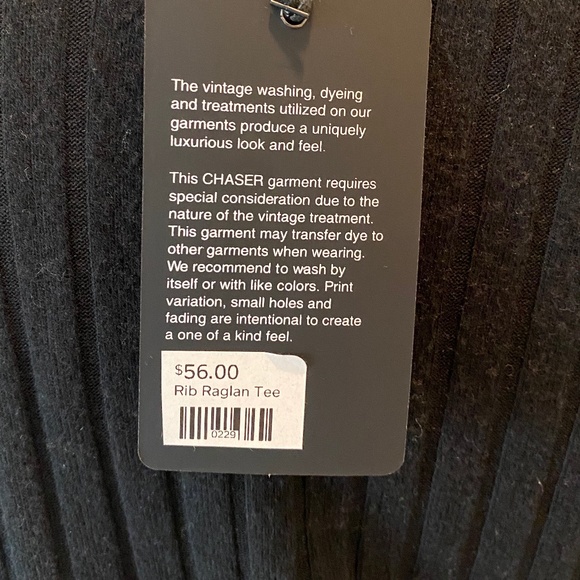 The vintage washing, dyeing
and treatments utilized on our
garments produce a uniquely
luxurious look and feel.
This CHASER garment requires
special consideration due to the
nature of the vintage treatment.
This garment may transfer dye to
other garments when wearing.
We recommend to wash by
itself or with like colors. Print
variation, small holes and
fading are intentional to create
a one of a kind feel.
$56.00
Rib Raglan Tee
0229